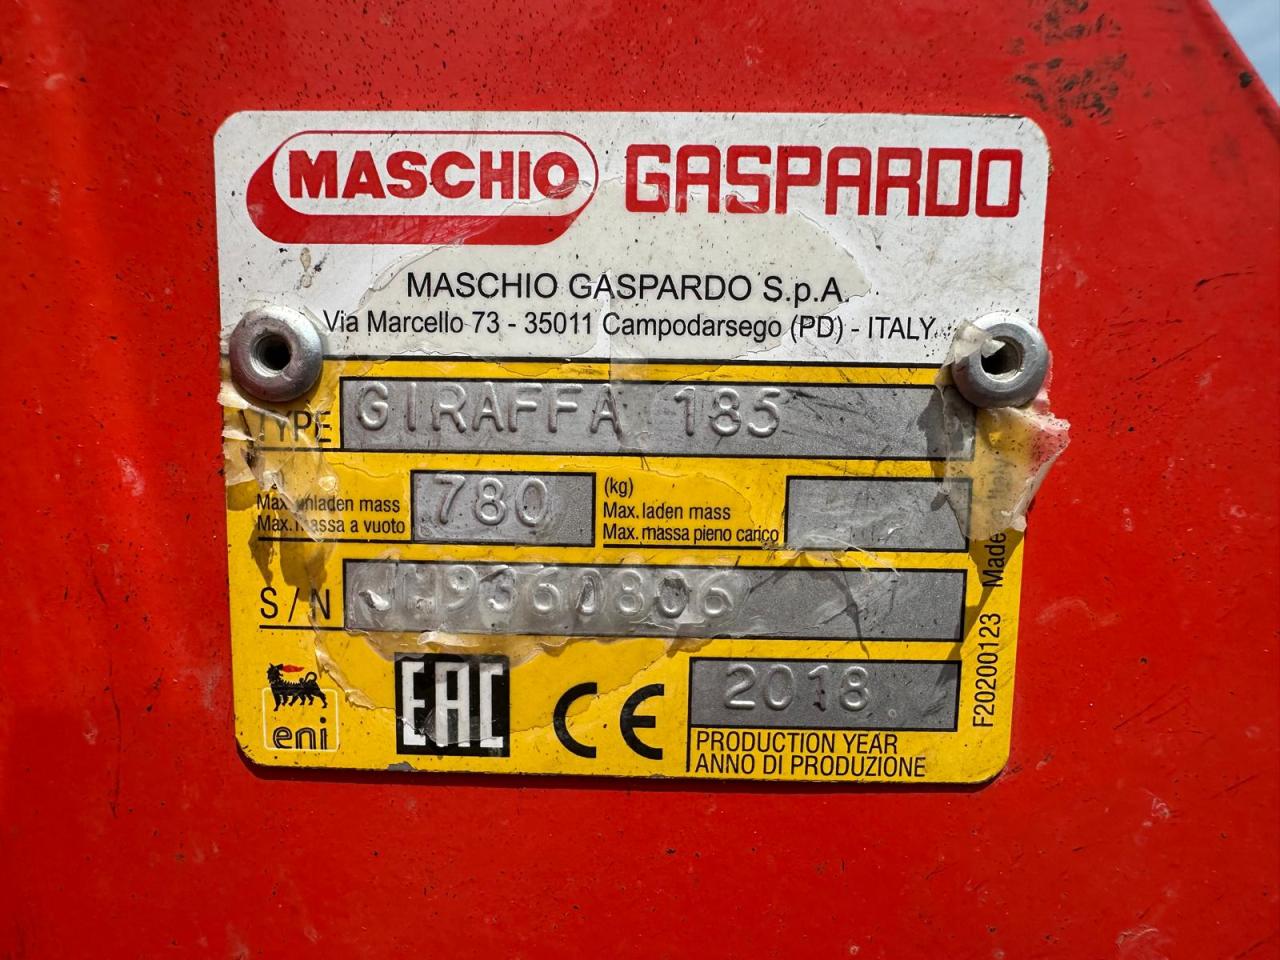 MASCHIO GASPARDO
MASCHIO GASPARDO S.p.A.
Via Marcello 73 - 35011 Campodarsego (PD) - ITALY
TYPE GIRAFFA 185
Max. unladen mass
Max. massa a vuoto
780
(kg)
Max. laden mass
Max. massa pieno carico
S/N
eni
EAC
CE
2018
PRODUCTION YEAR
ANNO DI PRODUZIONE
F20200123 Made